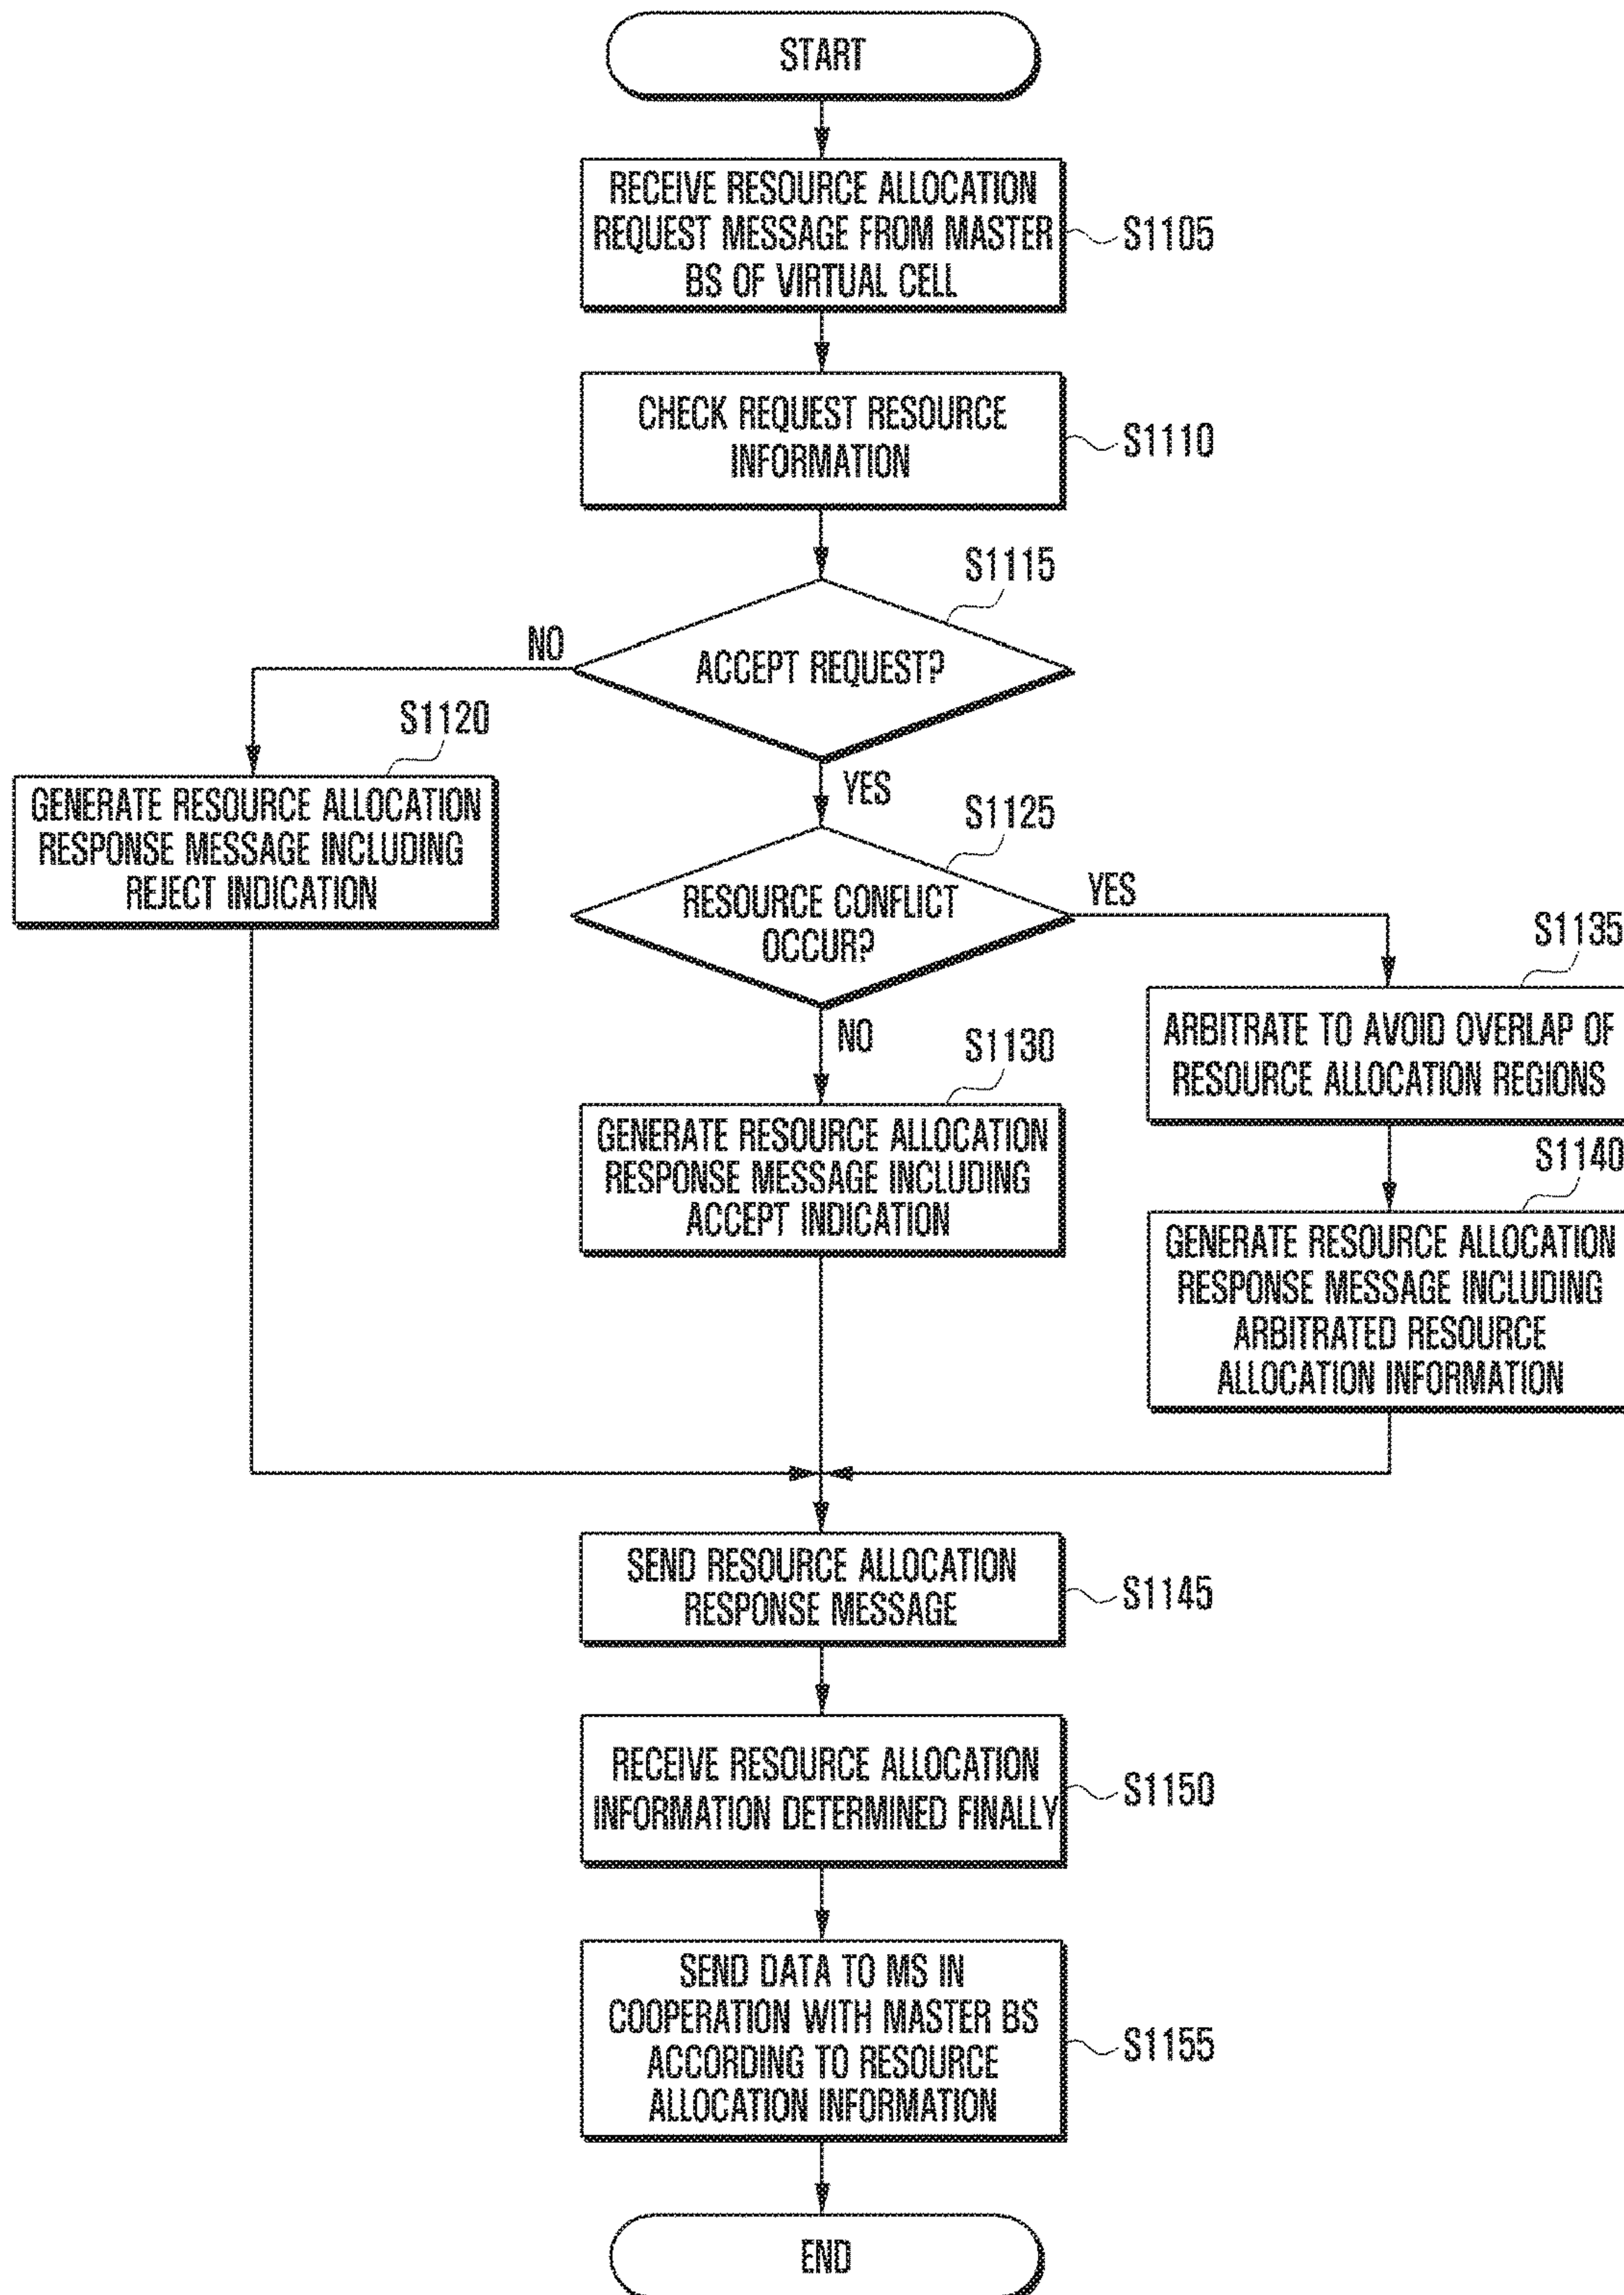 START
RECEIVE RESOURCE ALLOCATION
REQUEST MESSAGE FROM MASTER
BS OF VIRTUAL CELL
S1105
CHECK REQUEST RESOURCE
INFORMATION
S1110
S1115
ACCEPT REQUEST?
NO
YES
S1120
GENERATE RESOURCE ALLOCATION
RESPONSE MESSAGE INCLUDING
REJECT INDICATION
S1125
RESOURCE CONFLICT
OCCUR?
YES
NO
S1135
ARBITRATE TO AVOID OVERLAP OF
RESOURCE ALLOCATION REGIONS
S1130
GENERATE RESOURCE ALLOCATION
RESPONSE MESSAGE INCLUDING
ACCEPT INDICATION
S1140
GENERATE RESOURCE ALLOCATION
RESPONSE MESSAGE INCLUDING
ARBITRATED RESOURCE
ALLOCATION INFORMATION
SEND RESOURCE ALLOCATION
RESPONSE MESSAGE
S1145
RECEIVE RESOURCE ALLOCATION
INFORMATION DETERMINED FINALLY
S1150
SEND DATA TO MS IN
COOPERATION WITH MASTER BS
ACCORDING TO RESOURCE
ALLOCATION INFORMATION
S1155
END